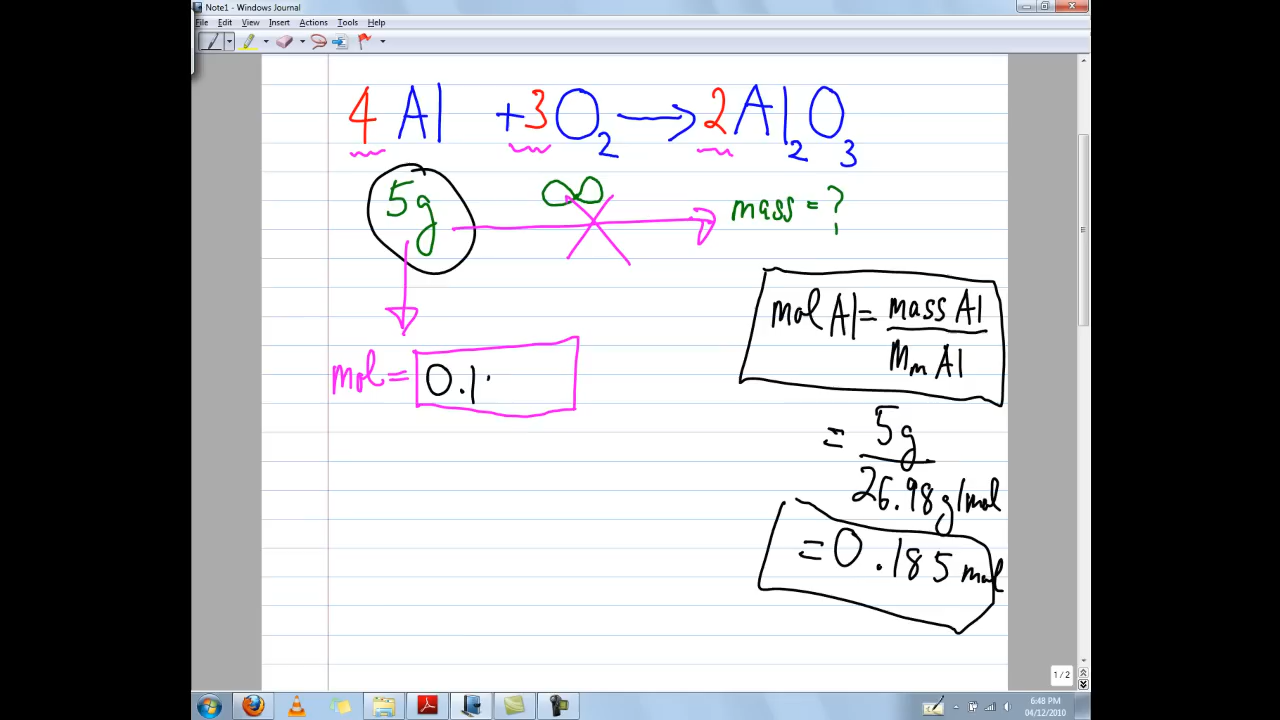 Note1 - Windows Journal
File Edit View Insert Actions Tools Help
4 Al + 3 O2 → 2 Al2O3
5g ∞ mass = ?
mol Al = mass Al / Mm Al
mol = 0.1
= 5g / 26.98 g/mol
= 0.185 mol
1 / 2
6:48 PM
04/12/2010